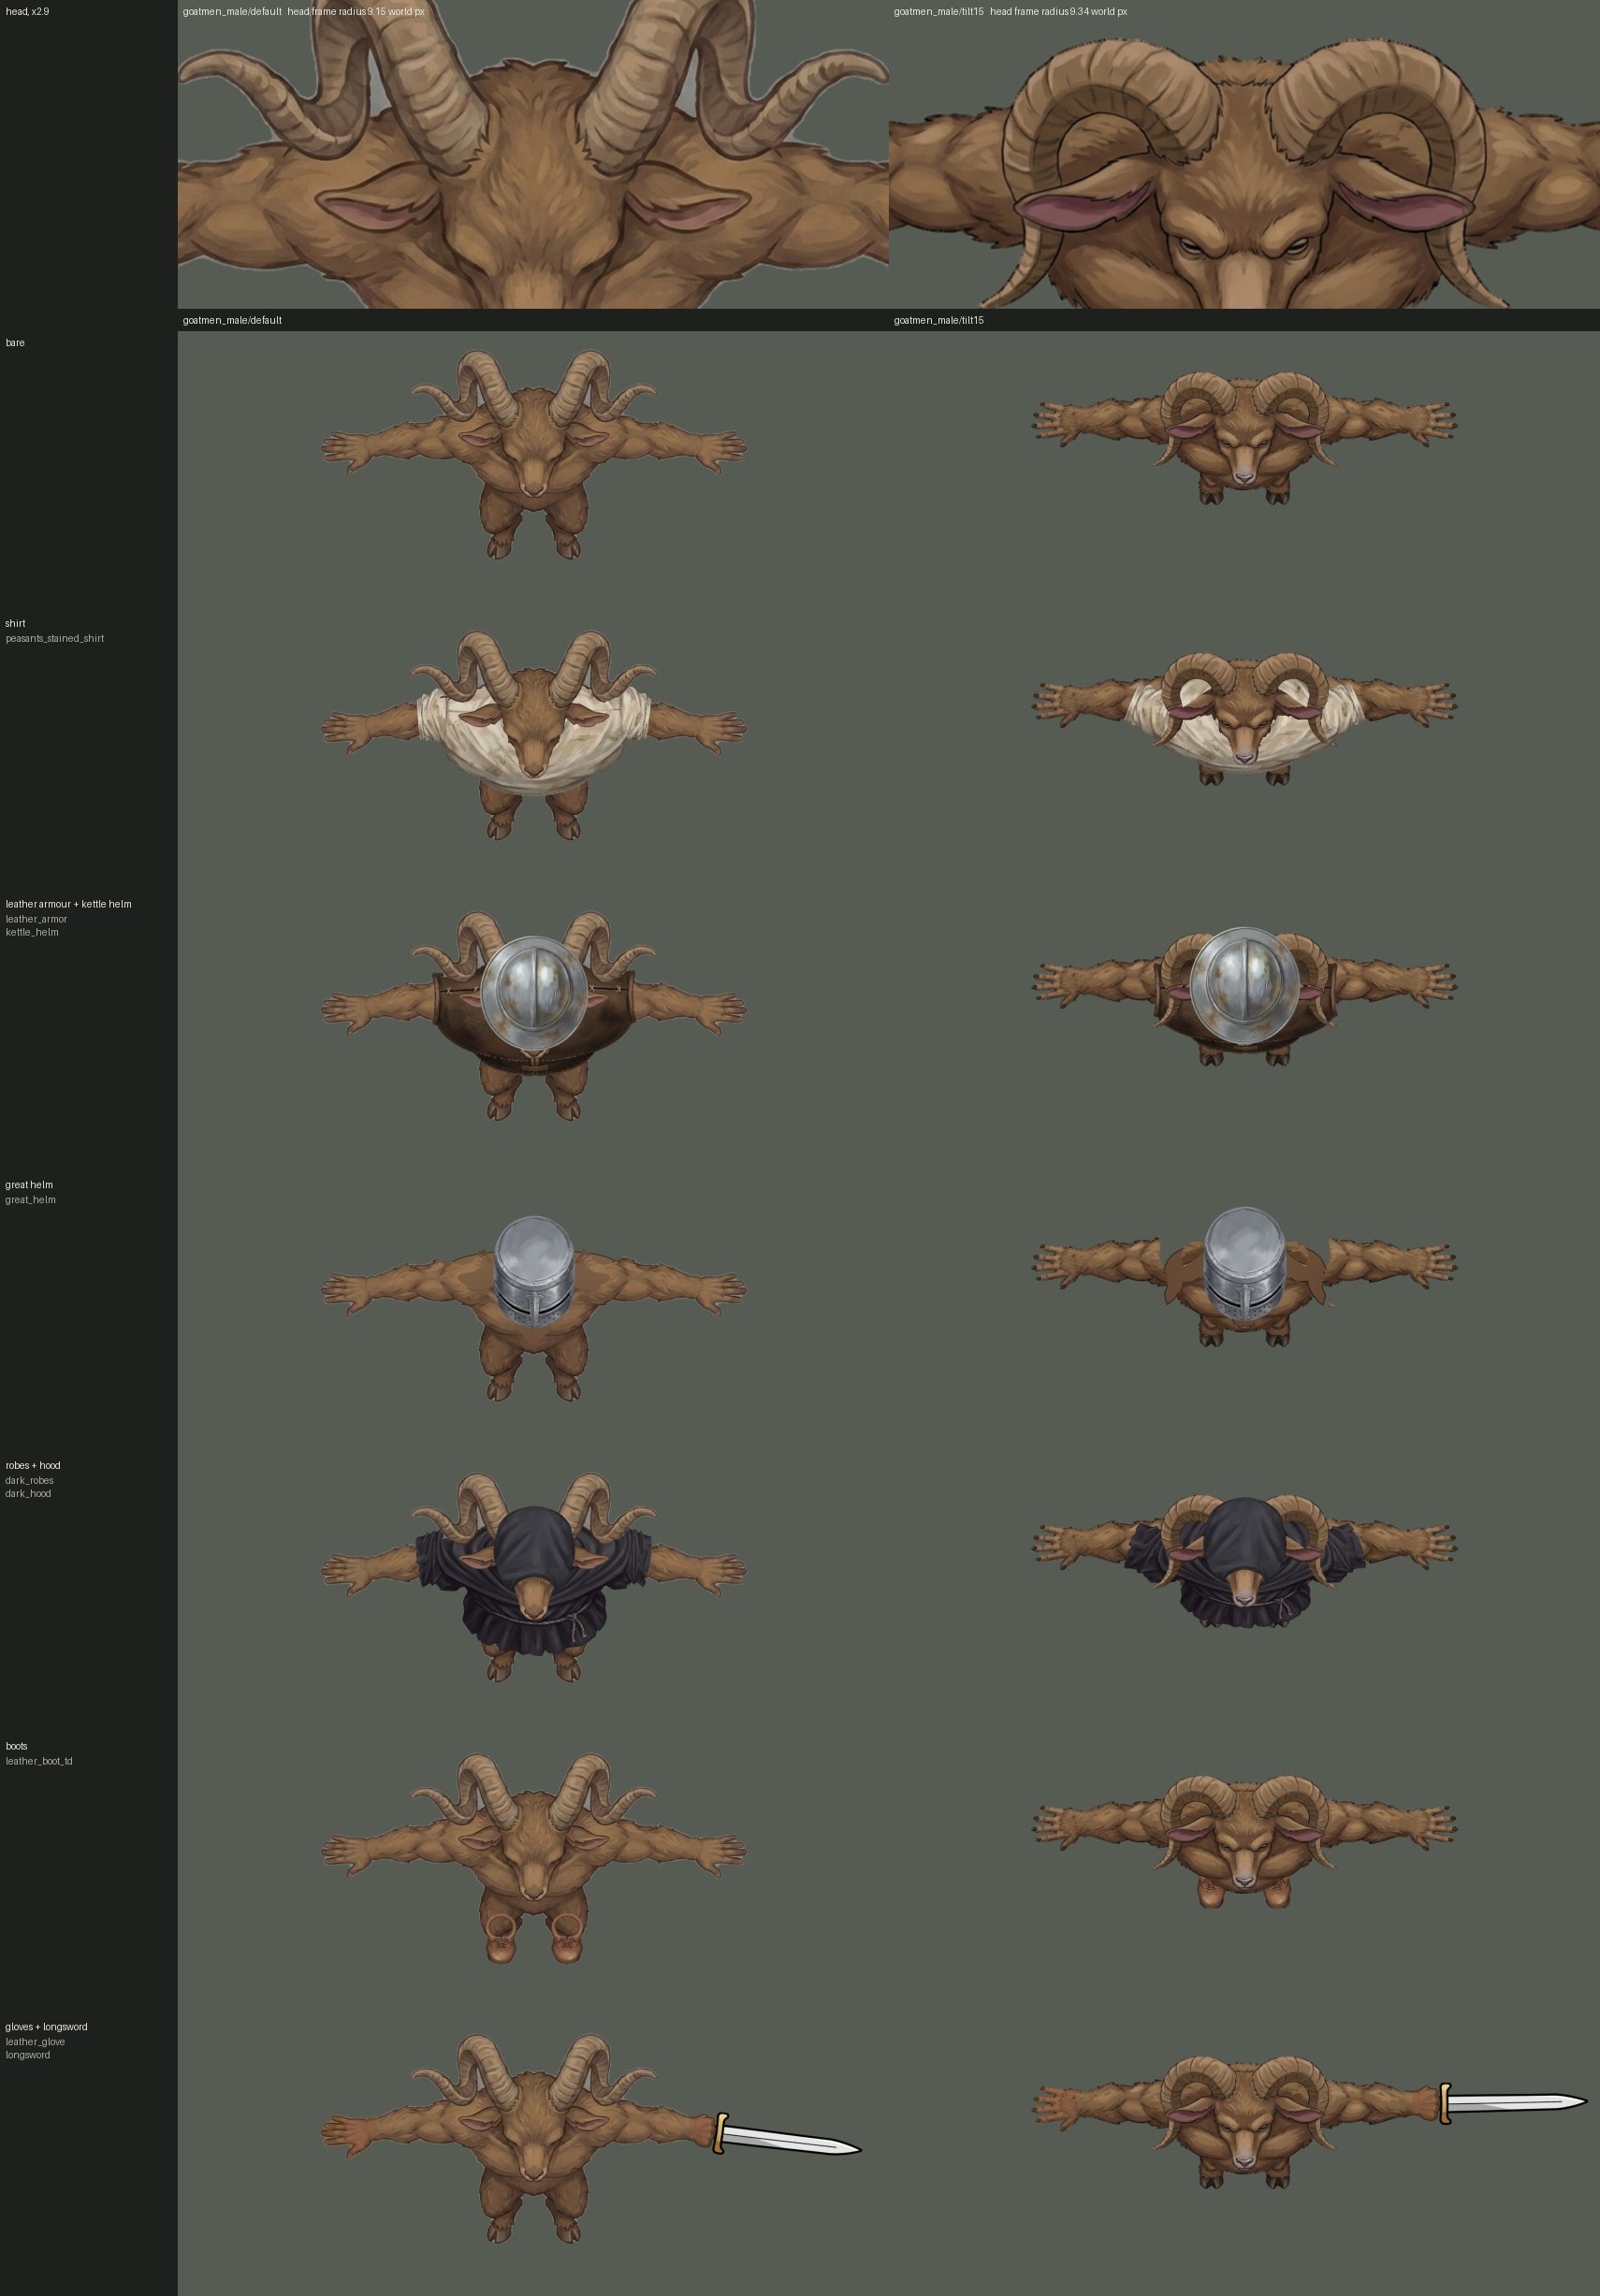 head, x2.9
goatmen_male/default head frame radius 9.15 world px
goatmen_male/tilt15 head frame radius 9.34 world px
goatmen_male/default
goatmen_male/tilt15
bare
shirt
peasants_stained_shirt
leather armour + kettle helm
leather_armor
kettle_helm
great helm
great_helm
robes + hood
dark_robes
dark_hood
boots
leather_boot_td
gloves + longsword
leather_glove
longsword